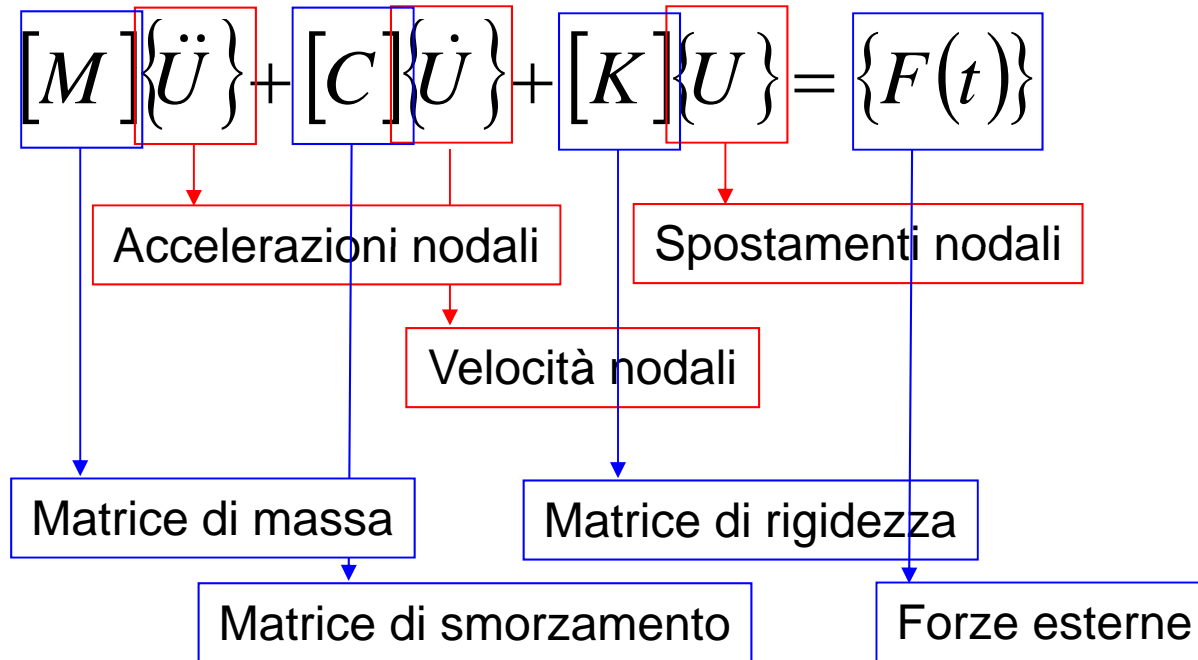 [M]{Ü}+[C]{U̇}+[K]{U}={F(t)}
Accelerazioni nodali
Spostamenti nodali
Velocità nodali
Matrice di massa
Matrice di rigidezza
Matrice di smorzamento
Forze esterne